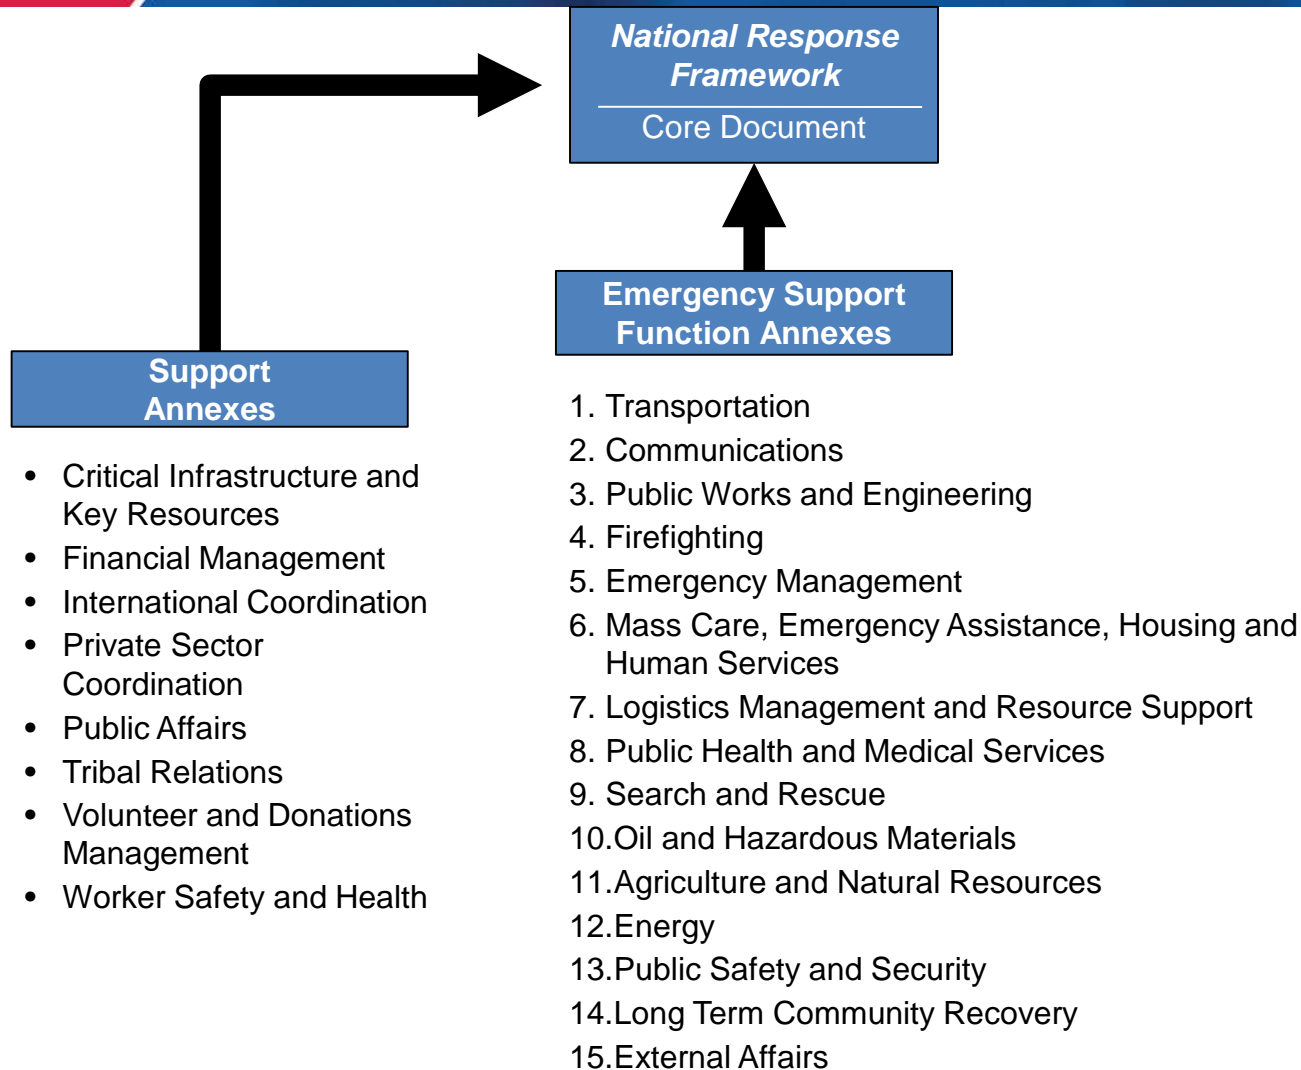 National Response
Framework
Core Document
Emergency Support
Function Annexes
Support
Annexes
• Critical Infrastructure and
Key Resources
• Financial Management
• International Coordination
• Private Sector
Coordination
• Public Affairs
• Tribal Relations
• Volunteer and Donations
Management
• Worker Safety and Health
1. Transportation
2. Communications
3. Public Works and Engineering
4. Firefighting
5. Emergency Management
6. Mass Care, Emergency Assistance, Housing and
Human Services
7. Logistics Management and Resource Support
8. Public Health and Medical Services
9. Search and Rescue
10.Oil and Hazardous Materials
11.Agriculture and Natural Resources
12.Energy
13.Public Safety and Security
14.Long Term Community Recovery
15.External Affairs